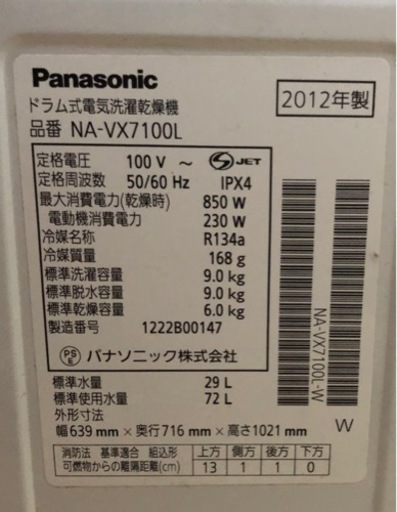 Panasonic
ドラム式電気洗濯乾燥機
2012年製
品番 NA-VX7100L
定格電圧 100 V ～ JET
定格周波数 50/60 Hz IPX4
最大消費電力(乾燥時) 850 W
電動機消費電力 230 W
冷媒名称 R134a
冷媒質量 168 g
標準洗濯容量 9.0 kg
標準脱水容量 9.0 kg
標準乾燥容量 6.0 kg
製造番号 1222B00147
PS E パナソニック株式会社
NA-VX7100L-W
W
標準水量 29 L
標準使用水量 72 L
外形寸法
幅639 mm × 奥行716 mm × 高さ1021 mm
消防法 基準適合 組込形 上方 側方 後方 下方
可燃物からの離隔距離(cm) 13 1 1 0